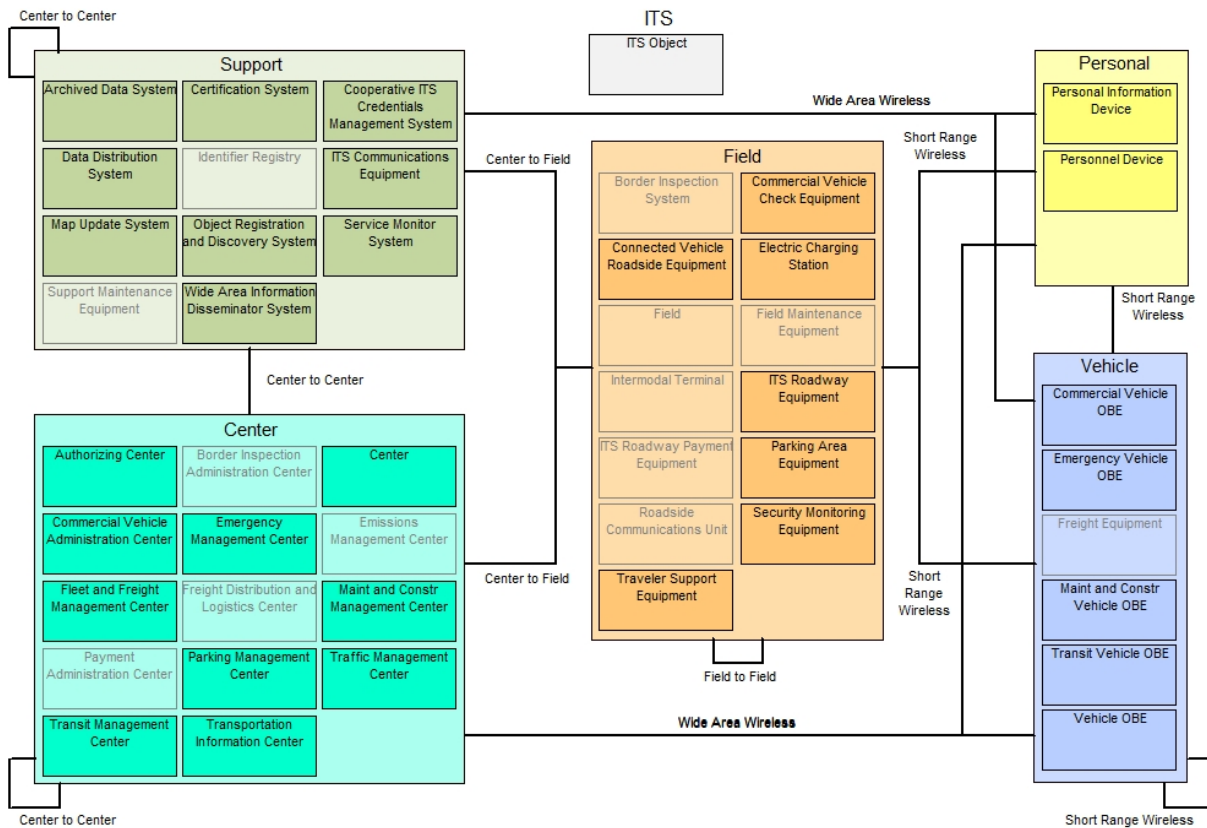 Center to Center
ITS
ITS Object
Support
Archived Data System
Certification System
Cooperative ITS
Credentials
Management System
Data Distribution
System
Identifier Registry
ITS Communications
Equipment
Map Update System
Object Registration
and Discovery System
Service Monitor
System
Support Maintenance
Equipment
Wide Area Information
Disseminator System
Center to Center
Center
Authorizing Center
Border Inspection
Administration Center
Center
Commercial Vehicle
Administration Center
Emergency
Management Center
Emissions
Management Center
Fleet and Freight
Management Center
Freight Distribution and
Logistics Center
Maint and Constr
Management Center
Payment
Administration Center
Parking Management
Center
Traffic Management
Center
Transit Management
Center
Transportation
Information Center
Center to Center
Center to Field
Center to Field
Wide Area Wireless
Wide Area Wireless
Field
Border Inspection
System
Commercial Vehicle
Check Equipment
Connected Vehicle
Roadside Equipment
Electric Charging
Station
Field
Field Maintenance
Equipment
Intermodal Terminal
ITS Roadway
Equipment
ITS Roadway Payment
Equipment
Parking Area
Equipment
Roadside
Communications Unit
Security Monitoring
Equipment
Traveler Support
Equipment
Field to Field
Short Range
Wireless
Short
Range
Wireless
Personal
Personal Information
Device
Personnel Device
Short Range
Wireless
Vehicle
Commercial Vehicle
OBE
Emergency Vehicle
OBE
Freight Equipment
Maint and Constr
Vehicle OBE
Transit Vehicle OBE
Vehicle OBE
Short Range Wireless